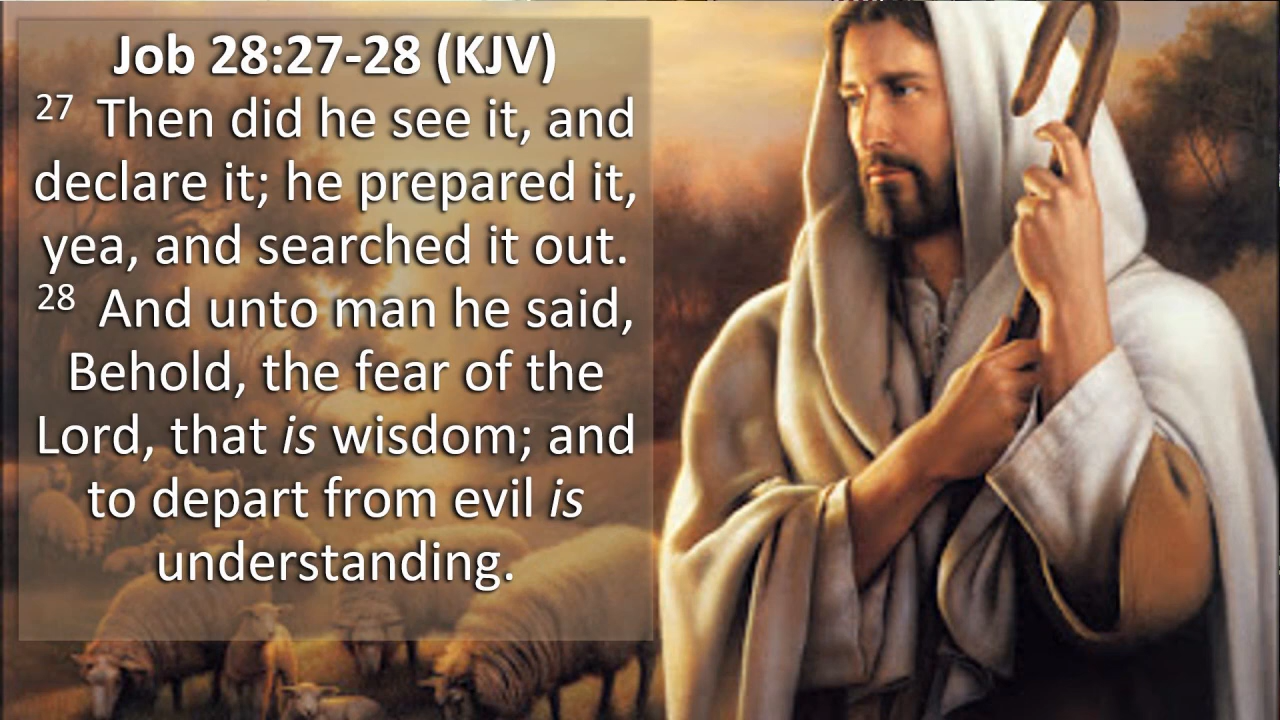 Job 28:27-28 (KJV)
27 Then did he see it, and
declare it; he prepared it,
yea, and searched it out.
28 And unto man he said,
Behold, the fear of the
Lord, that is wisdom; and
to depart from evil is
understanding.